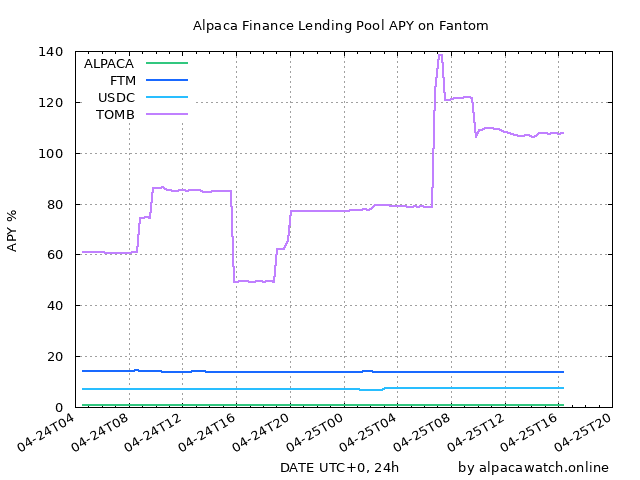 Alpaca Finance Lending Pool APY on Fantom
ALPACA
FTM
USDC
TOMB
140
120
100
80
60
40
20
0
APY %
04-24T04
04-24T08
04-24T12
04-24T16
04-24T20
04-25T00
04-25T04
04-25T08
04-25T12
04-25T16
04-25T20
DATE UTC+0, 24h
by alpacawatch.online